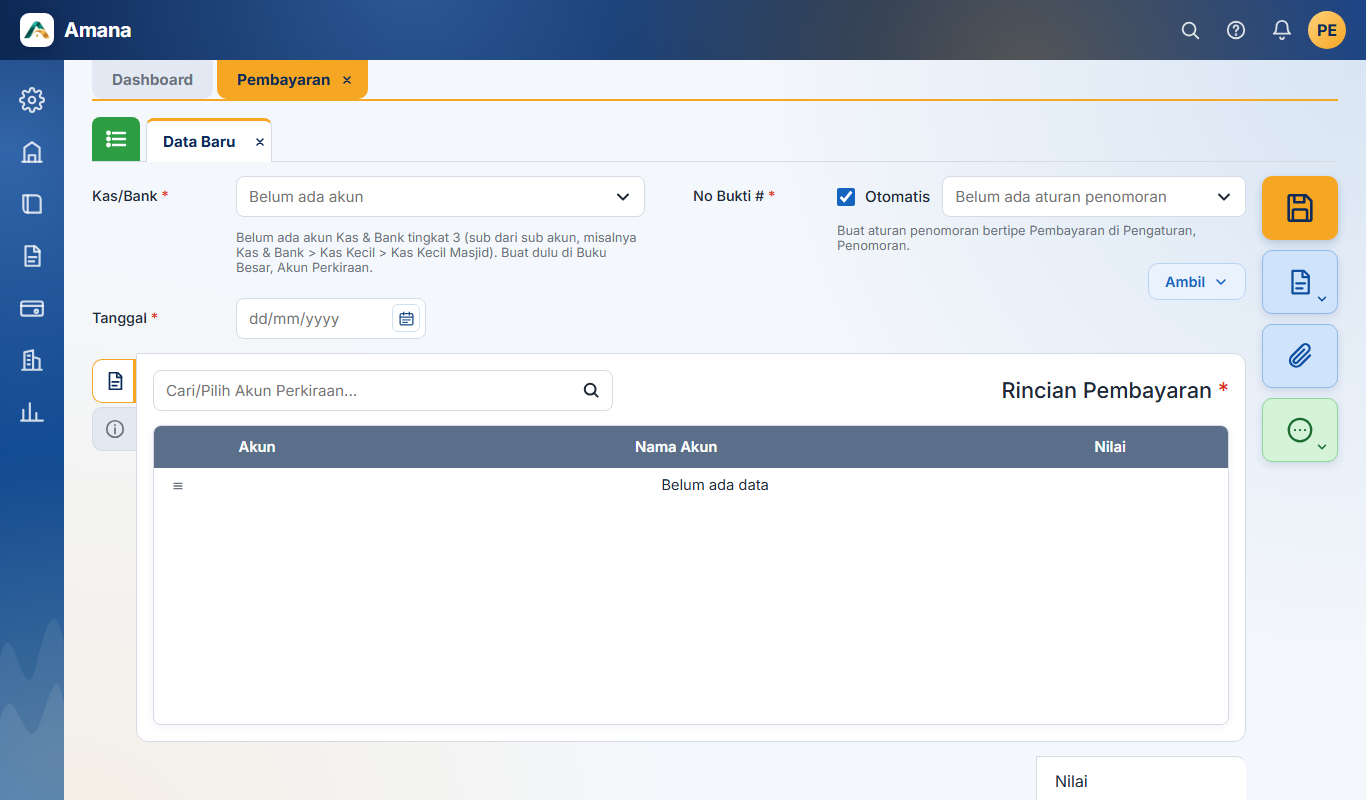 Amana
PE
Dashboard
Pembayaran
Data Baru
Kas/Bank *
Belum ada akun
Belum ada akun Kas & Bank tingkat 3 (sub dari sub akun, misalnya
Kas & Bank > Kas Kecil > Kas Kecil Masjid). Buat dulu di Buku
Besar, Akun Perkiraan.
No Bukti # *
Otomatis
Belum ada aturan penomoran
Buat aturan penomoran bertipe Pembayaran di Pengaturan,
Penomoran.
Ambil
Tanggal *
dd/mm/yyyy
Cari/Pilih Akun Perkiraan...
Rincian Pembayaran *
Akun
Nama Akun
Nilai
Belum ada data
Nilai